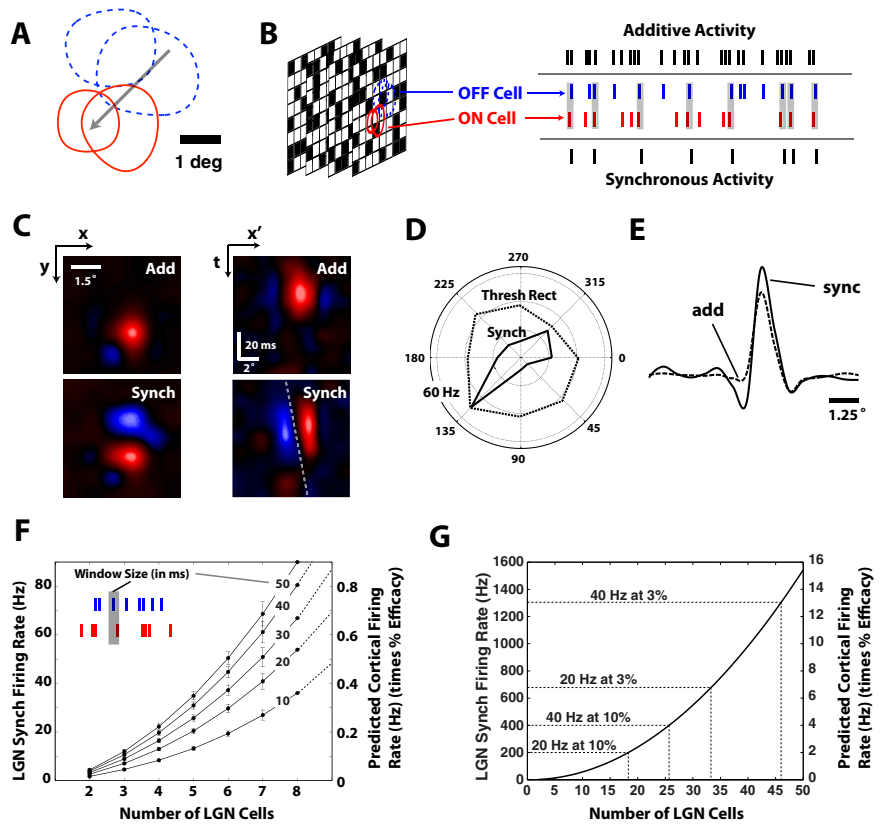 A
1 deg
B
Additive Activity
OFF Cell
ON Cell
Synchronous Activity
C
x
y
Add
1.5°
Synch
x'
t
Add
20 ms
2°
Synch
D
270
225
315
Thresh Rect
Synch
180
0
60 Hz
135
45
90
E
sync
add
1.25°
F
Window Size (in ms)
50
40
30
20
10
80
60
40
20
0
LGN Synch Firing Rate (Hz)
0.8
0.6
0.4
0.2
0
Predicted Cortical Firing
Rate (Hz) (times % Efficacy)
2 3 4 5 6 7 8
Number of LGN Cells
G
1600
1400
1200
1000
800
600
400
200
0
LGN Synch Firing Rate (Hz)
40 Hz at 3%
20 Hz at 3%
40 Hz at 10%
20 Hz at 10%
16
14
12
10
8
6
4
2
0
Predicted Cortical Firing
Rate (Hz) (times % Efficacy)
0 5 10 15 20 25 30 35 40 45 50
Number of LGN Cells